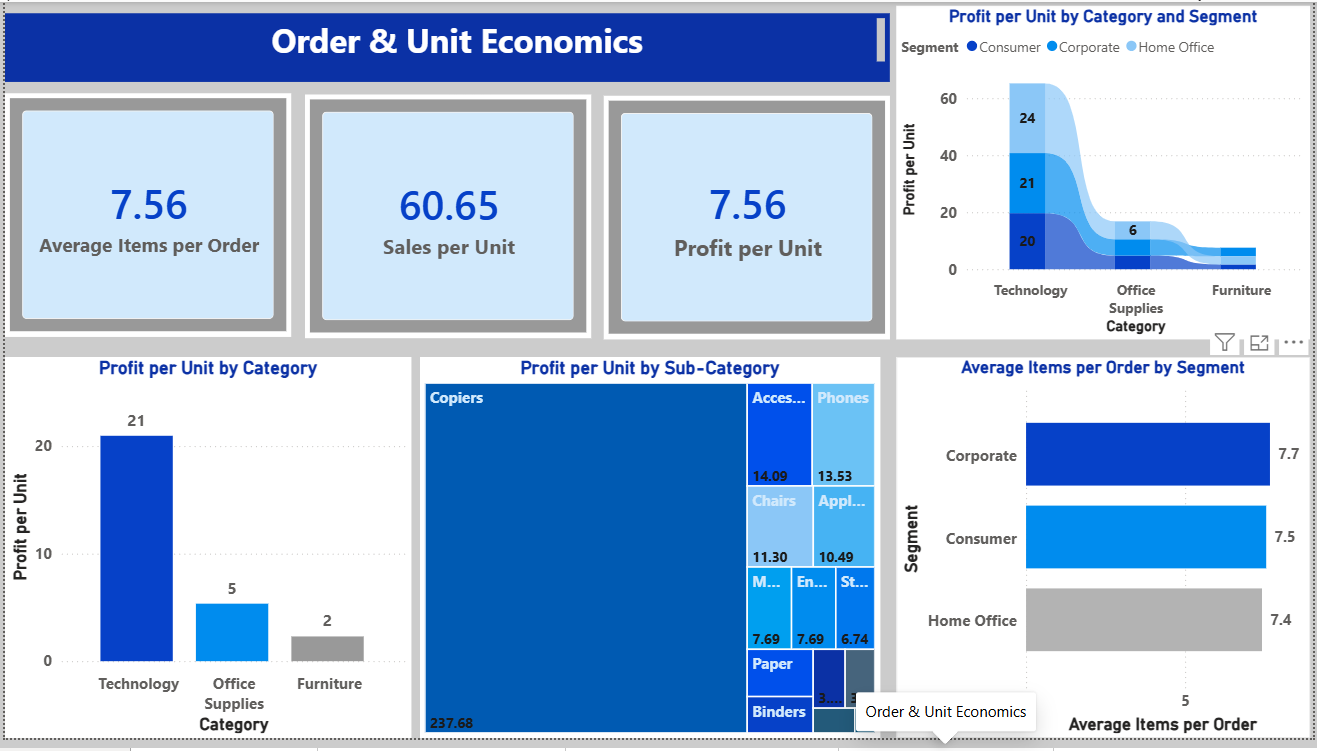 Order & Unit Economics
7.56
Average Items per Order
60.65
Sales per Unit
7.56
Profit per Unit
Profit per Unit by Category and Segment
Segment Consumer Corporate Home Office
Profit per Unit
60
40
20
0
24
21
20
6
Technology
Office
Supplies
Furniture
Category
Profit per Unit by Category
Profit per Unit
20
10
0
21
5
2
Technology
Office
Supplies
Furniture
Category
Profit per Unit by Sub-Category
Copiers
237.68
Acces...
14.09
Phones
13.53
Chairs
11.30
Appl...
10.49
M...
7.69
En...
7.69
St...
6.74
Paper
Binders
3....
Average Items per Order by Segment
Segment
Corporate
7.7
Consumer
7.5
Home Office
7.4
5
Average Items per Order
Order & Unit Economics